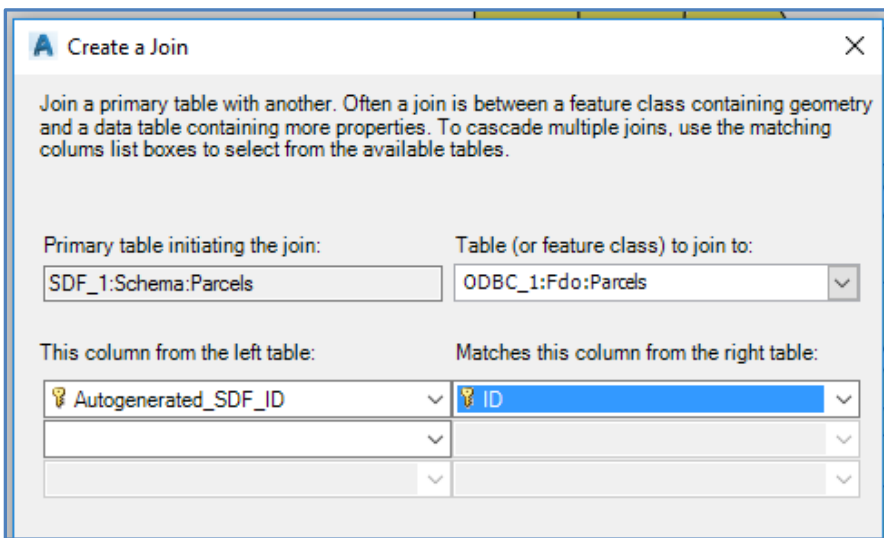 Create a Join
Join a primary table with another. Often a join is between a feature class containing geometry
and a data table containing more properties. To cascade multiple joins, use the matching
colums list boxes to select from the available tables.
Primary table initiating the join:
Table (or feature class) to join to:
SDF_1:Schema:Parcels
ODBC_1:Fdo:Parcels
This column from the left table:
Matches this column from the right table:
Autogenerated_SDF_ID
ID